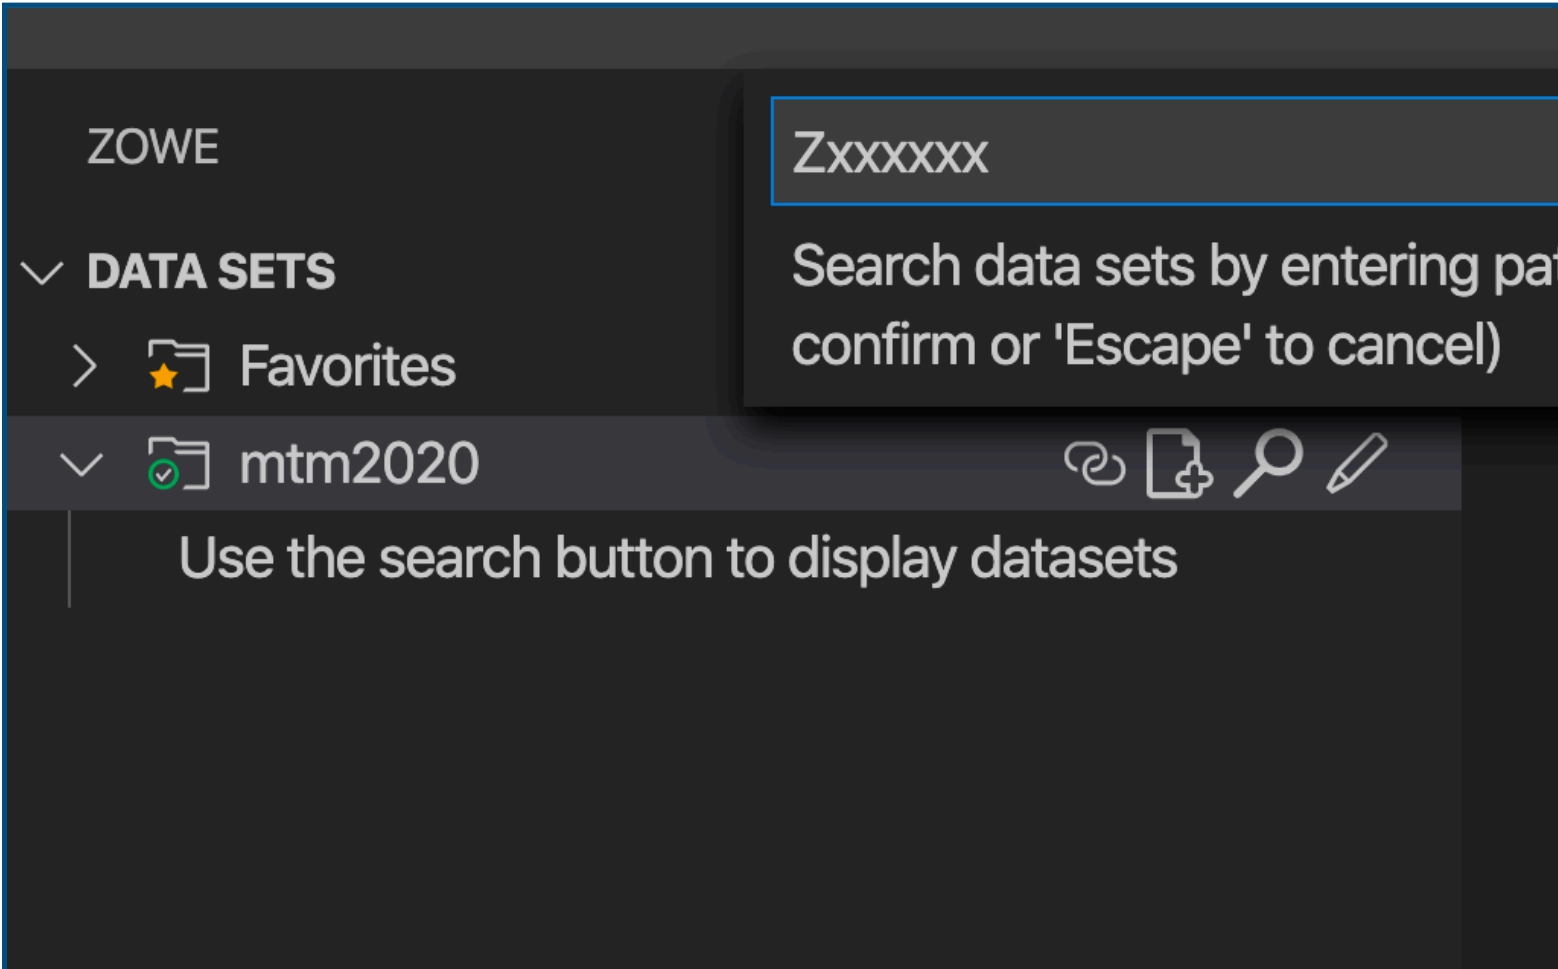 ZOWE
Zxxxxxx
Search data sets by entering
confirm or 'Escape' to cancel)
DATA SETS
Favorites
mtm2020
Use the search button to display datasets